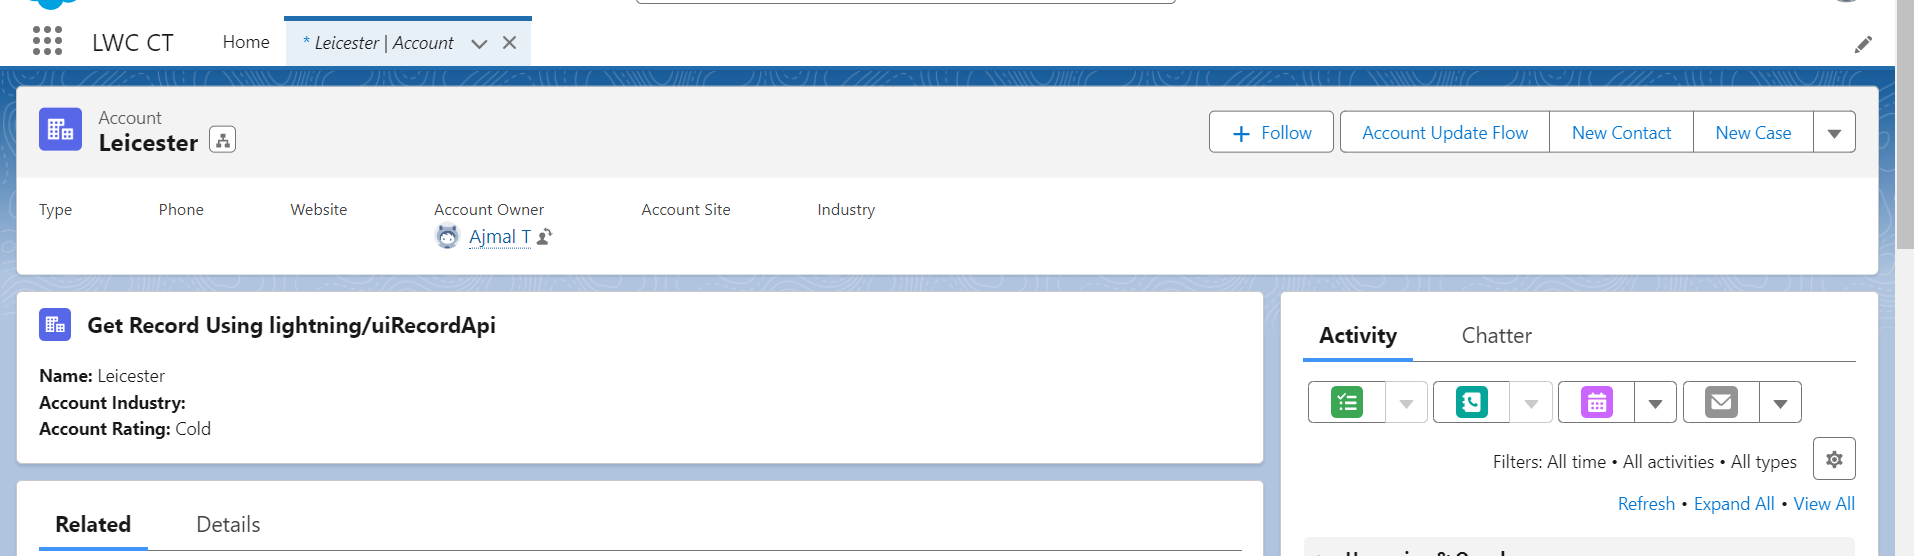 LWC CT Home * Leicester | Account
Account
Leicester
Follow Account Update Flow New Contact New Case
Type Phone Website Account Owner Account Site Industry
Ajmal T
Get Record Using lightning/uiRecordApi
Name: Leicester
Account Industry:
Account Rating: Cold
Related Details
Activity Chatter
Filters: All time • All activities • All types
Refresh • Expand All • View All